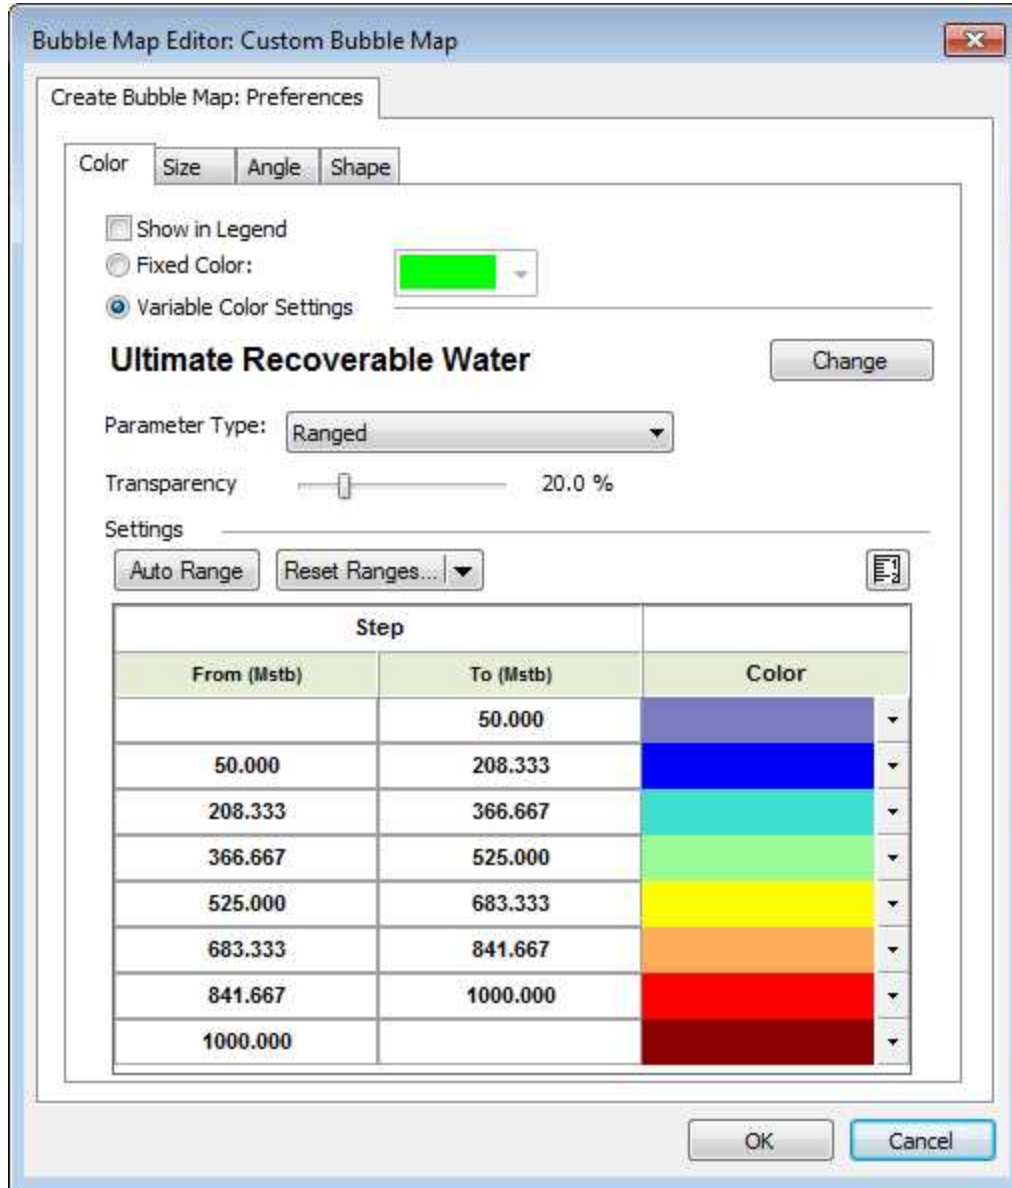 Bubble Map Editor: Custom Bubble Map
Create Bubble Map: Preferences
Color Size Angle Shape
Show in Legend
Fixed Color:
Variable Color Settings
Ultimate Recoverable Water Change
Parameter Type: Ranged
Transparency 20.0 %
Settings
Auto Range Reset Ranges...
Step
From (Mstb) To (Mstb) Color
50.000
50.000 208.333
208.333 366.667
366.667 525.000
525.000 683.333
683.333 841.667
841.667 1000.000
1000.000
OK Cancel